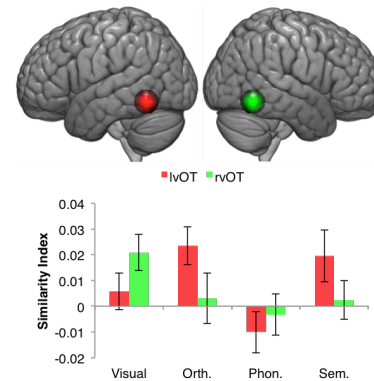 lvOT rvOT
0.04
0.03
0.02
0.01
0
-0.01
-0.02
Similarity Index
Visual Orth. Phon. Sem.